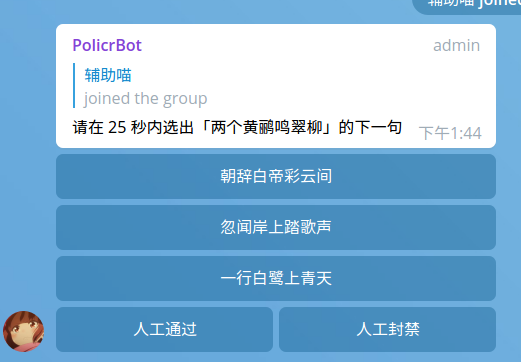 辅助喵 joined
PolicrBot admin
辅助喵
joined the group
请在 25 秒内选出「两个黄鹂鸣翠柳」的下一句
下午1:44
朝辞白帝彩云间
忽闻岸上踏歌声
一行白鹭上青天
人工通过 人工封禁